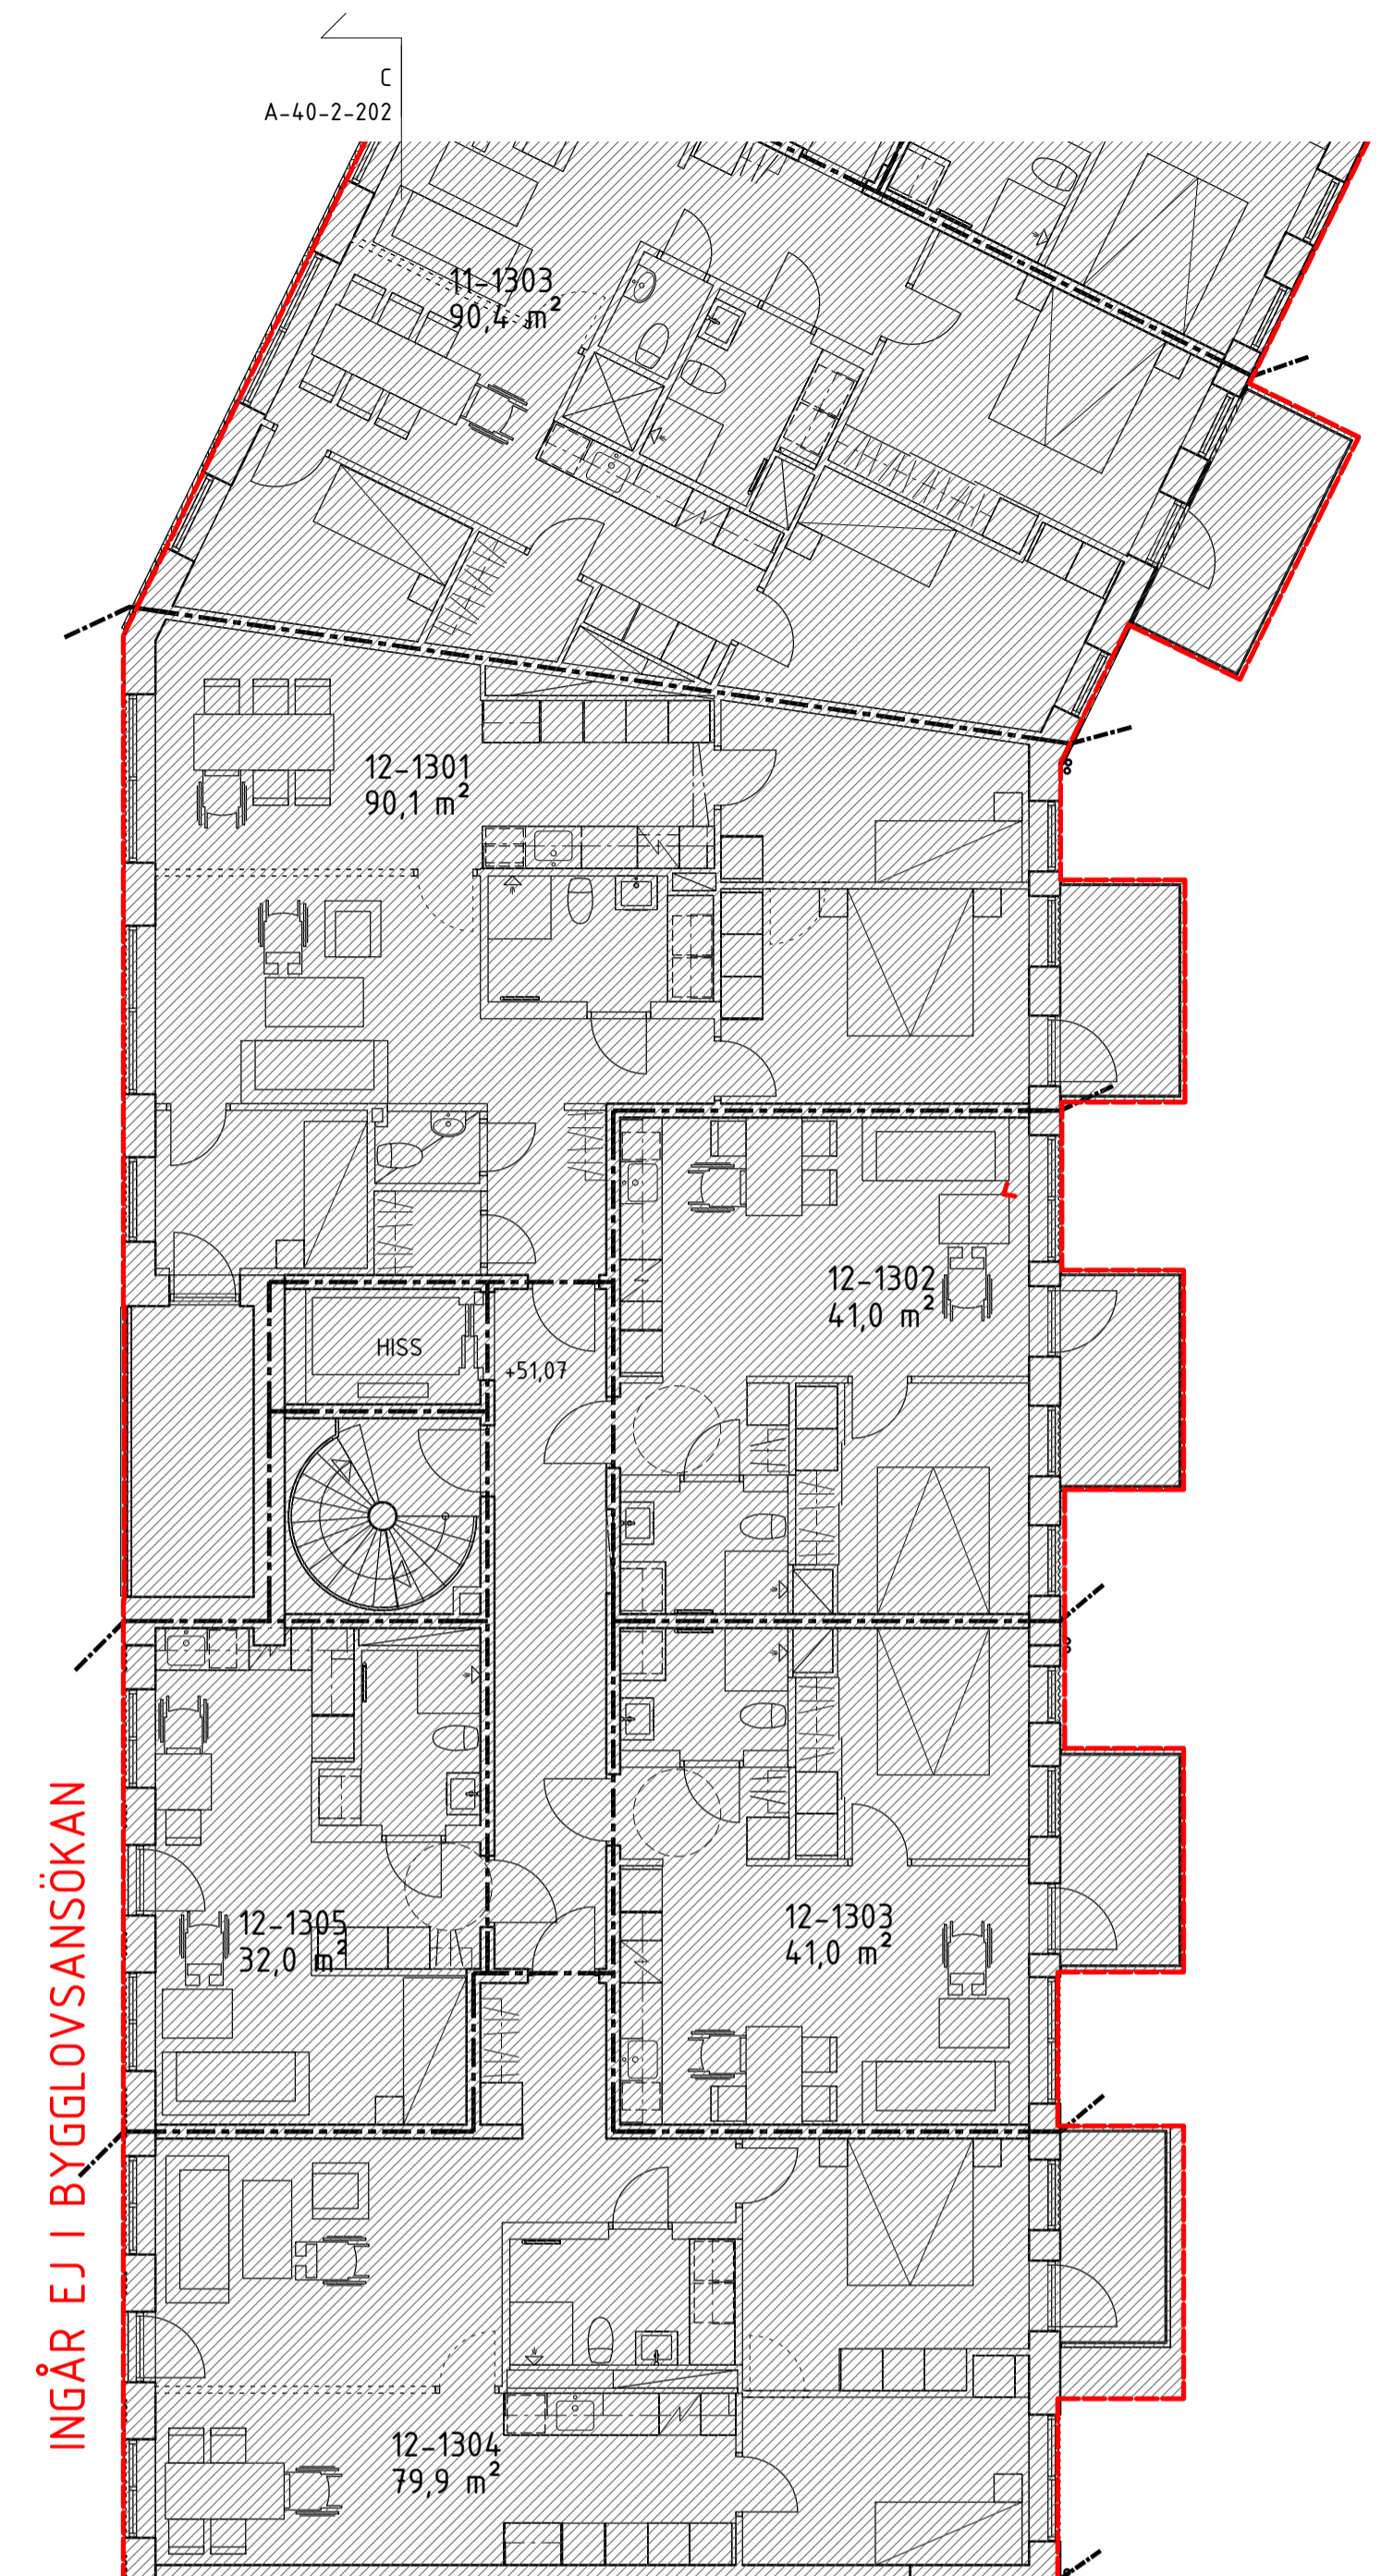 C
A-40-2-202
11-1303
90,4 m²
12-1301
90,1 m²
12-1302
41,0 m²
HISS
+51,07
12-1305
32,0 m²
12-1303
41,0 m²
INGÅR EJ I BYGGLOVSANSÖKAN
12-1304
79,9 m²